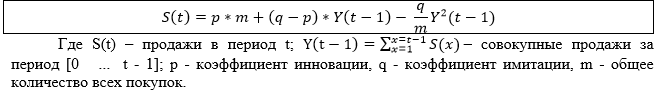 S(t) = p * m + (q − p) * Y(t − 1) − q/m Y²(t − 1)
Где S(t) – продажи в период t; Y(t − 1) = ∑ˣ⁼ᵗ⁻¹ₓ₌₁ S(x) – совокупные продажи за
период [0 ... t - 1]; p - коэффициент инновации, q - коэффициент имитации, m - общее
количество всех покупок.